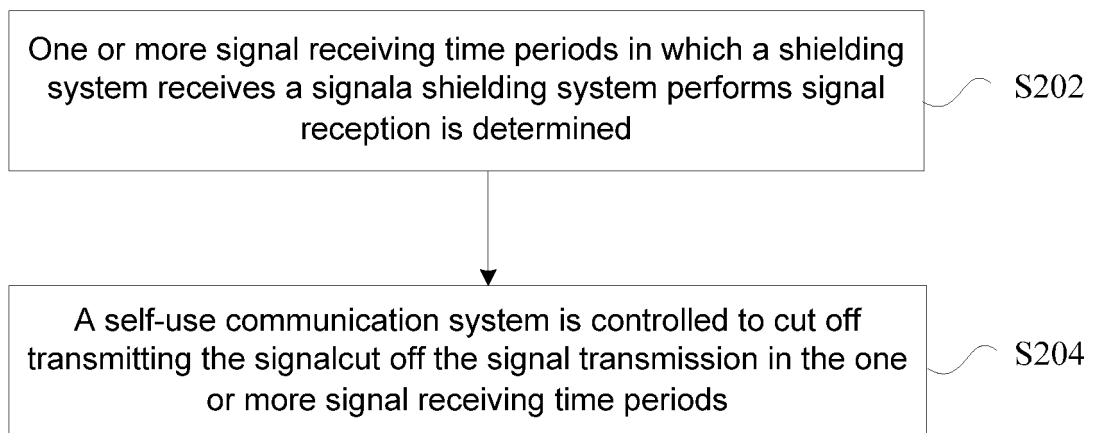 One or more signal receiving time periods in which a shielding
system receives a signala shielding system performs signal
reception is determined
S202
A self-use communication system is controlled to cut off
transmitting the signalcut off the signal transmission in the one
or more signal receiving time periods
S204